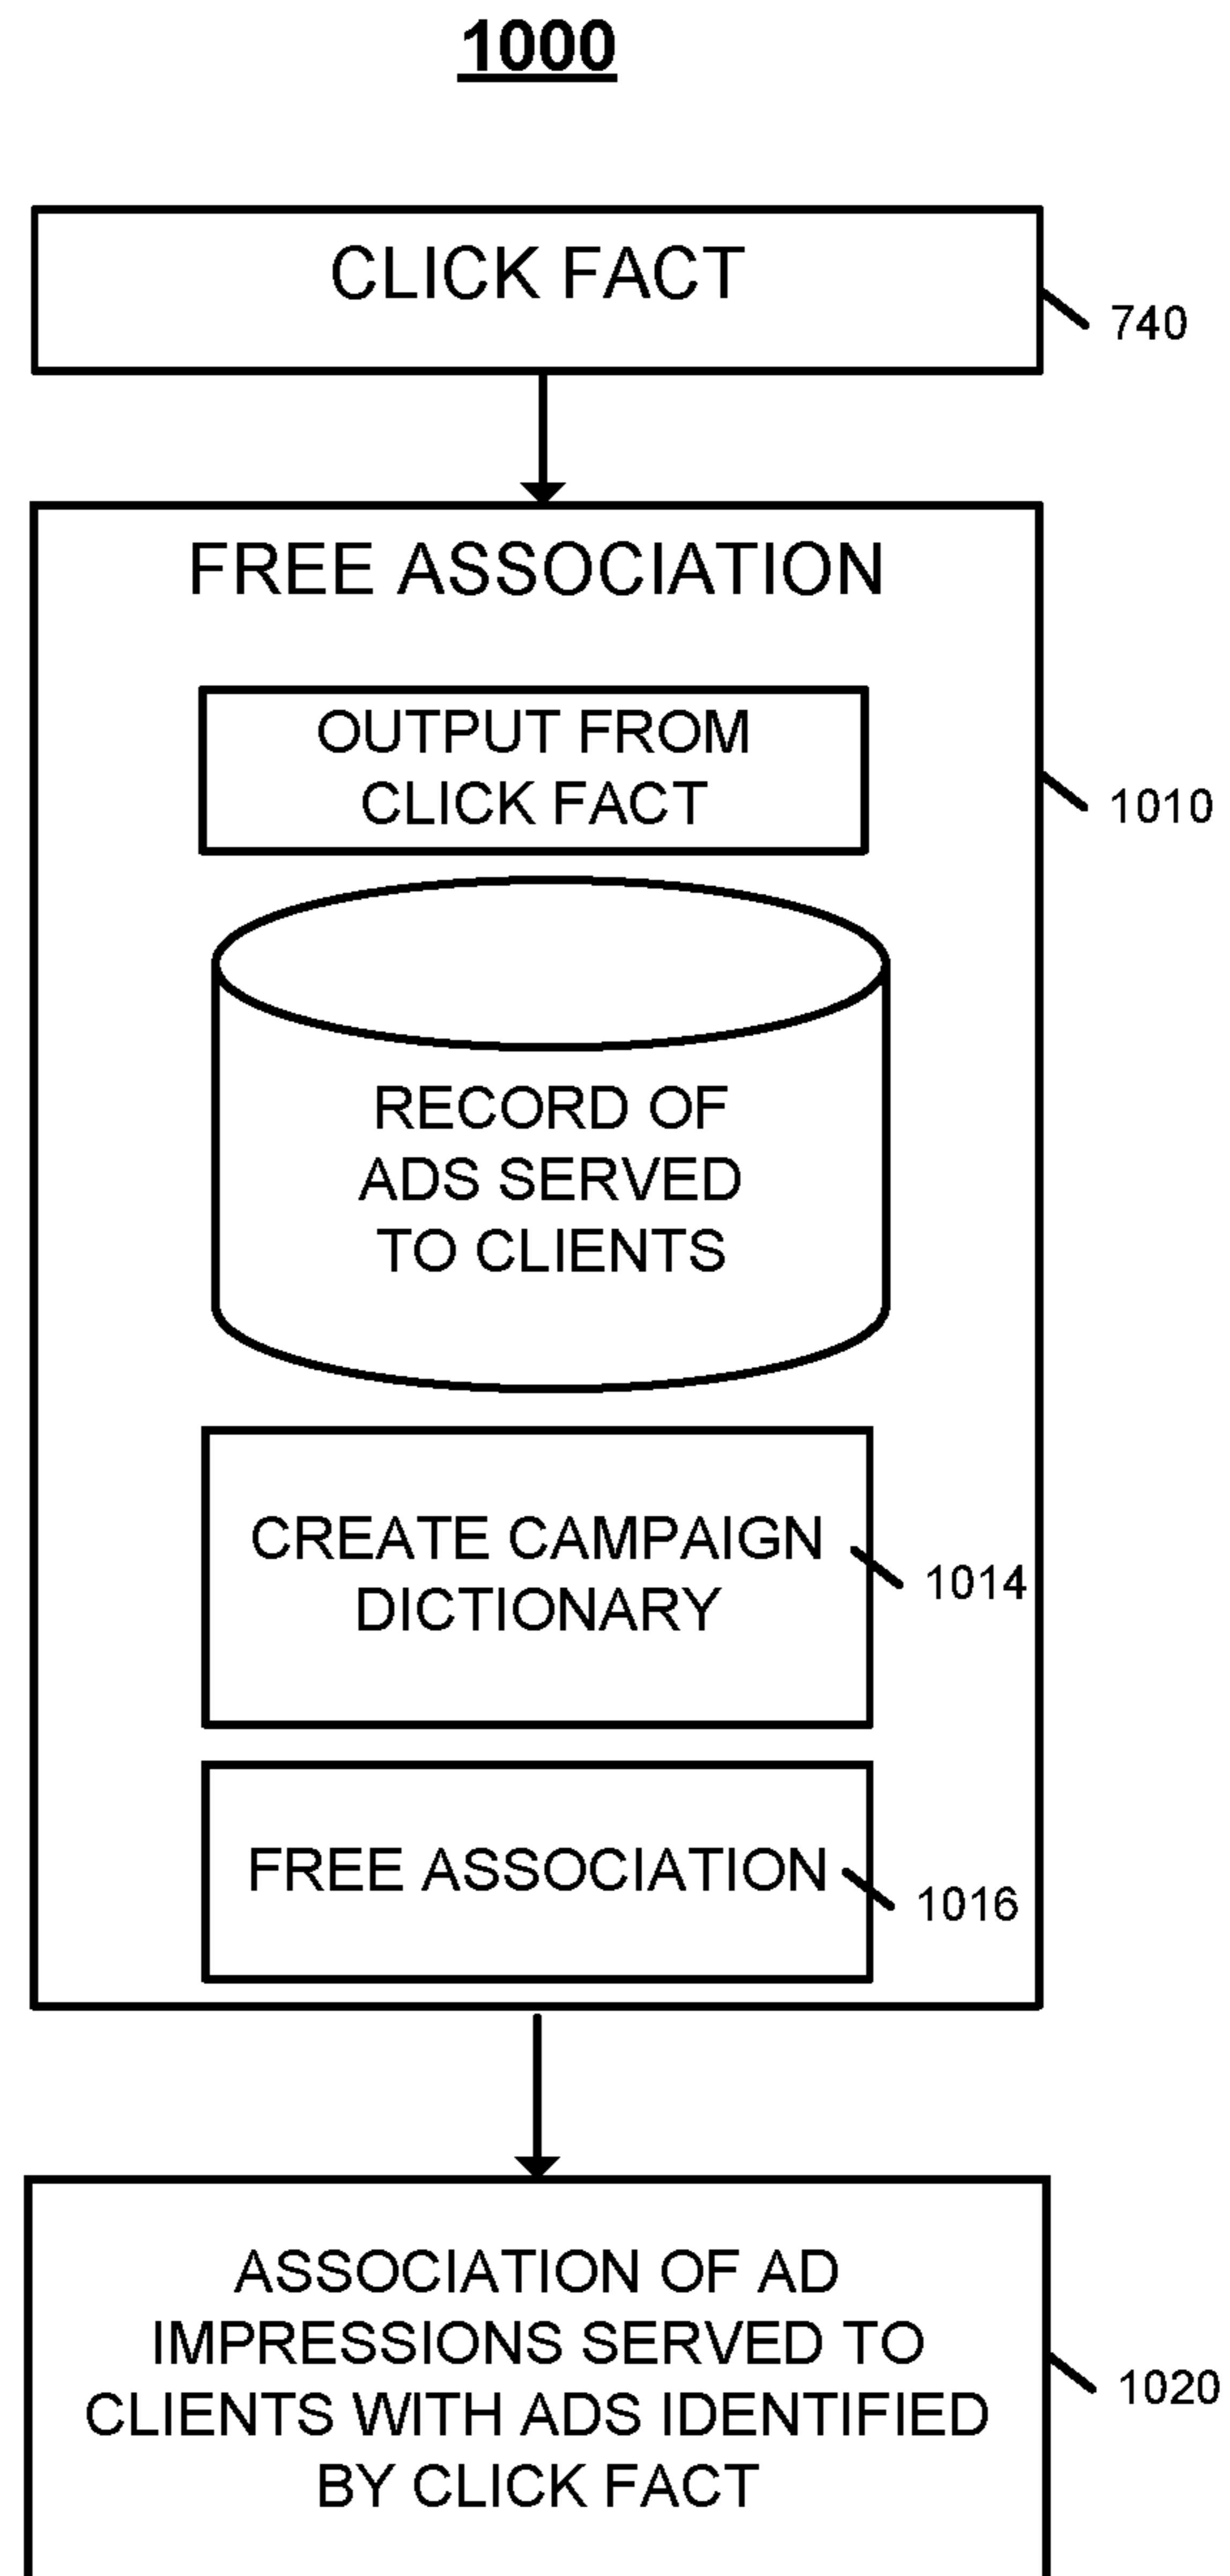 1000
CLICK FACT
740
FREE ASSOCIATION
OUTPUT FROM
CLICK FACT
1010
RECORD OF
ADS SERVED
TO CLIENTS
CREATE CAMPAIGN
DICTIONARY
1014
FREE ASSOCIATION
1016
ASSOCIATION OF AD
IMPRESSIONS SERVED TO
CLIENTS WITH ADS IDENTIFIED
BY CLICK FACT
1020